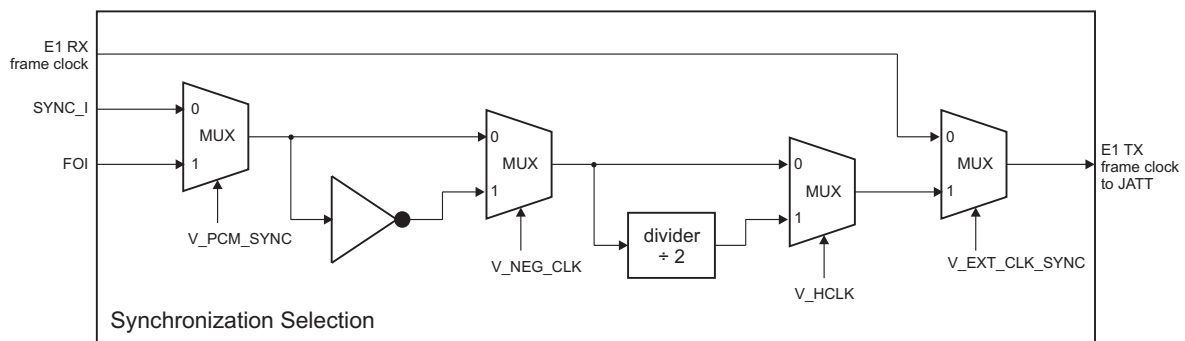 E1 RX
frame clock
SYNC_I
FOI
0
MUX
1
V_PCM_SYNC
0
MUX
1
V_NEG_CLK
divider
÷ 2
0
MUX
1
V_HCLK
0
MUX
1
V_EXT_CLK_SYNC
E1 TX
frame clock
to JATT
Synchronization Selection